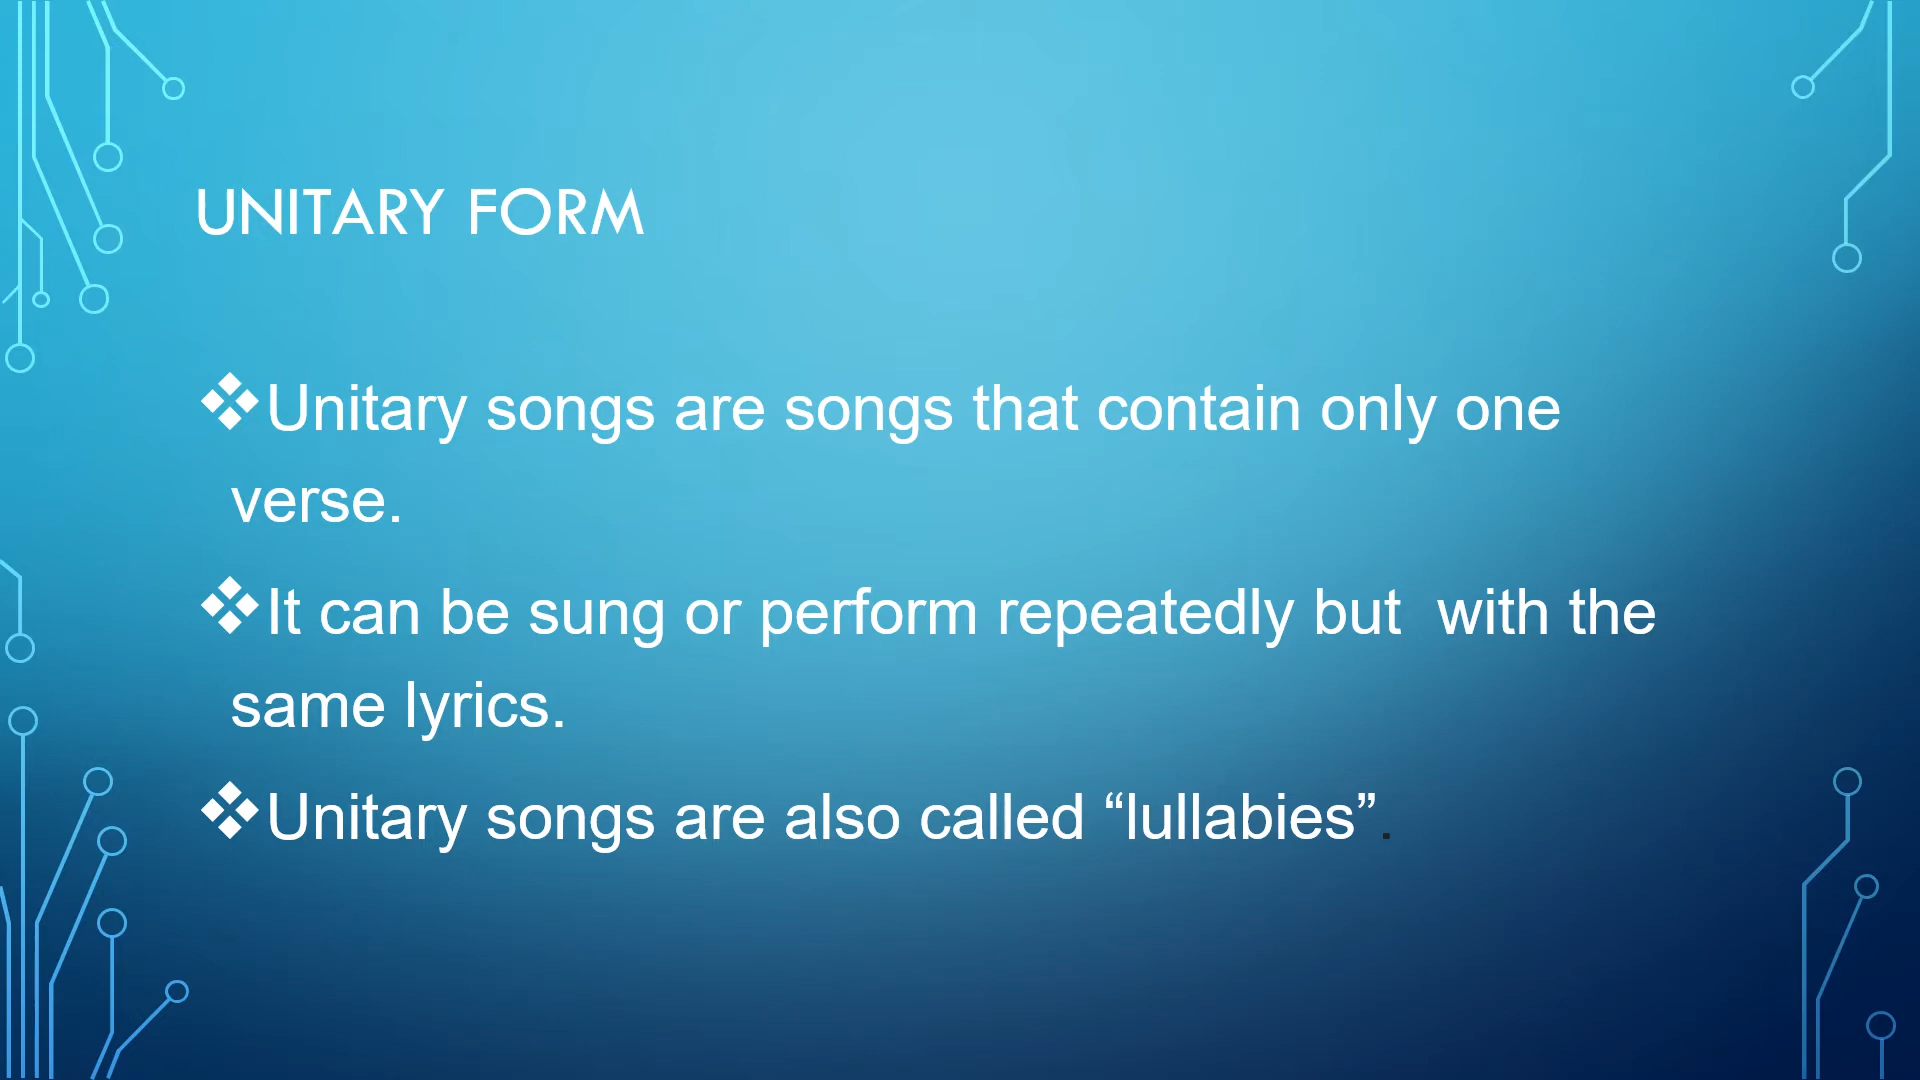 UNITARY FORM
❖Unitary songs are songs that contain only one
verse.
❖It can be sung or perform repeatedly but  with the
same lyrics.
❖Unitary songs are also called “lullabies”.